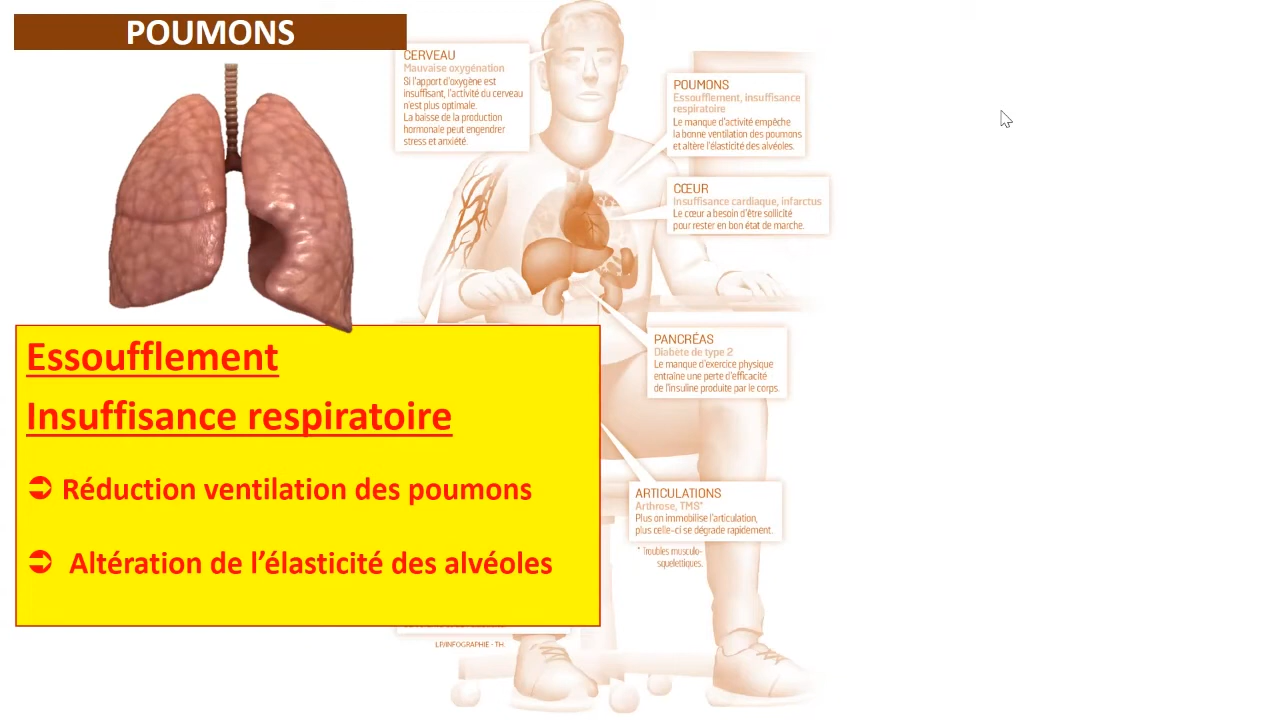 POUMONS
CERVEAU
Mauvaise oxygénation
Si l'apport d'oxygène est
insuffisant, l'activité du cerveau
n'est plus optimale.
La baisse de la production
hormonale peut engendrer
stress et anxiété.
POUMONS
Essoufflement, insuffisance
respiratoire
Le manque d'activité empêche
la bonne ventilation des poumons
et altère l'élasticité des alvéoles.
CŒUR
Insuffisance cardiaque, infarctus
Le cœur a besoin d'être sollicité
pour rester en bon état de marche.
Essoufflement
Insuffisance respiratoire
➲ Réduction ventilation des poumons
➲ Altération de l'élasticité des alvéoles
PANCRÉAS
Diabète de type 2
Le manque d'exercice physique
entraîne une perte d'efficacité
de l'insuline produite par le corps.
ARTICULATIONS
Arthrose, TMS*
Plus on immobilise l'articulation,
plus celle-ci se dégrade rapidement.
* Troubles musculo-
squelettiques.
LP/INFOGRAPHIE - TH.